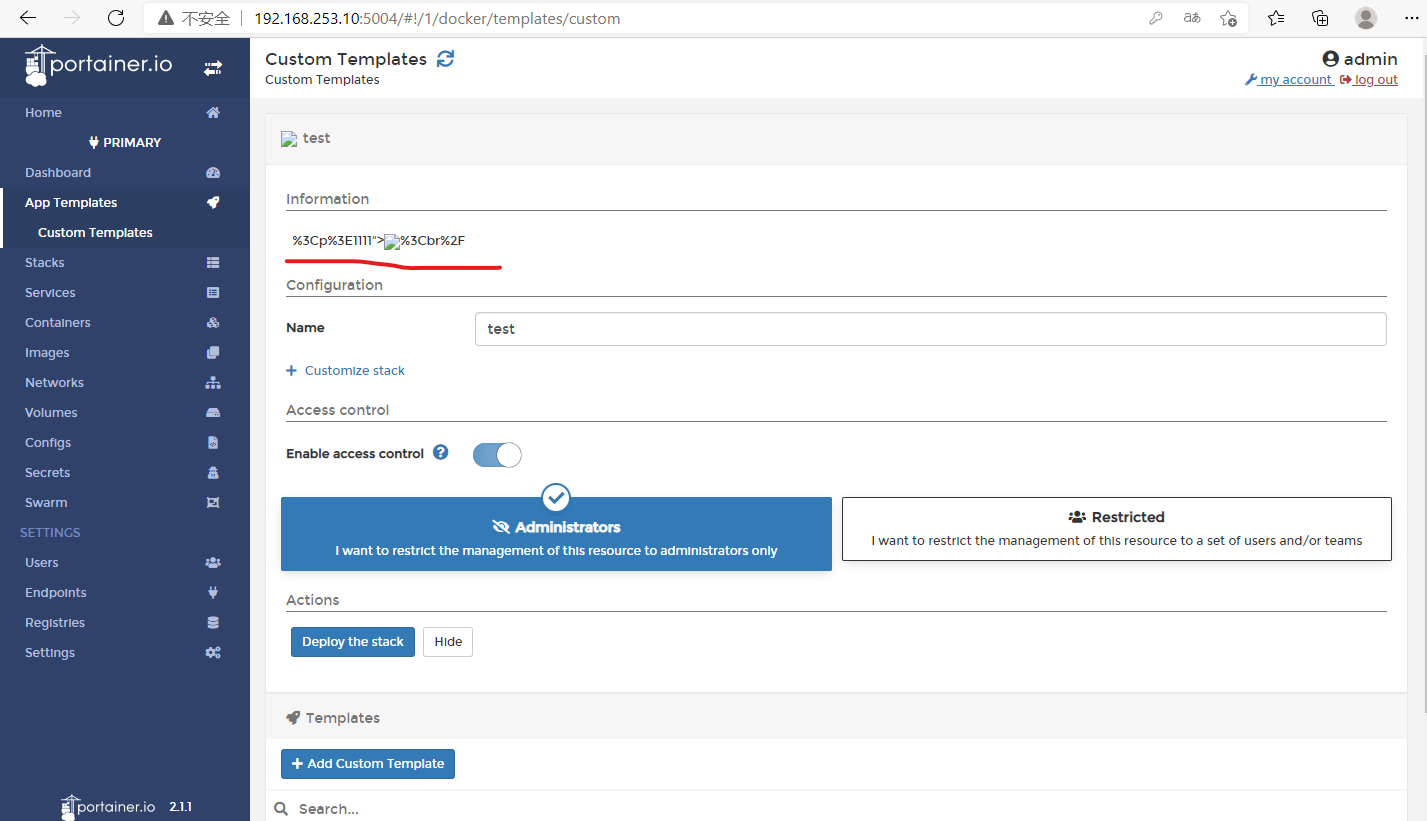 不安全 192.168.253.10:5004/#!/1/docker/templates/custom aあ
portainer.io
Custom Templates
Custom Templates
admin
my account log out
Home
PRIMARY
Dashboard
App Templates
Custom Templates
Stacks
Services
Containers
Images
Networks
Volumes
Configs
Secrets
Swarm
SETTINGS
Users
Endpoints
Registries
Settings
portainer.io 2.1.1
test
Information
%3Cp%3E1111">%3Cbr%2F
Configuration
Name test
+ Customize stack
Access control
Enable access control
Administrators
I want to restrict the management of this resource to administrators only
Restricted
I want to restrict the management of this resource to a set of users and/or teams
Actions
Deploy the stack Hide
Templates
+ Add Custom Template
Search...